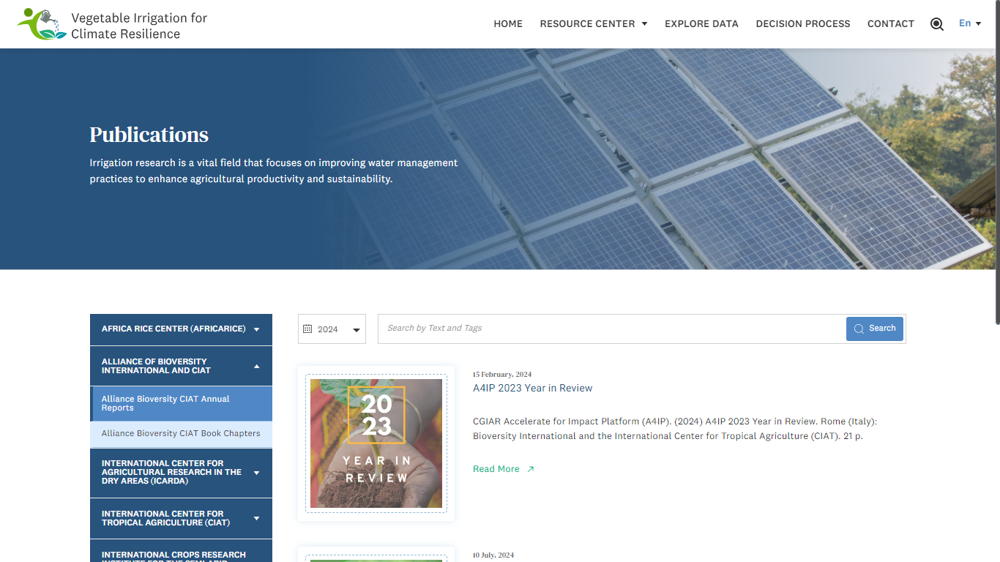 Vegetable Irrigation for
Climate Resilience
HOME RESOURCE CENTER EXPLORE DATA DECISION PROCESS CONTACT En
Publications
Irrigation research is a vital field that focuses on improving water management
practices to enhance agricultural productivity and sustainability.
AFRICA RICE CENTER (AFRICARICE)
ALLIANCE OF BIOVERSITY
INTERNATIONAL AND CIAT
Alliance Bioversity CIAT Annual
Reports
Alliance Bioversity CIAT Book Chapters
INTERNATIONAL CENTER FOR
AGRICULTURAL RESEARCH IN THE
DRY AREAS (ICARDA)
INTERNATIONAL CENTER FOR
TROPICAL AGRICULTURE (CIAT)
INTERNATIONAL CROPS RESEARCH
INSTITUTE FOR THE SEMI-ARID
2024
Search by Text and Tags
Search
20
23
YEAR IN
REVIEW
15 February, 2024
A4IP 2023 Year in Review
CGIAR Accelerate for Impact Platform (A4IP). (2024) A4IP 2023 Year in Review. Rome (Italy):
Bioversity International and the International Center for Tropical Agriculture (CIAT). 21 p.
Read More
10 July, 2024